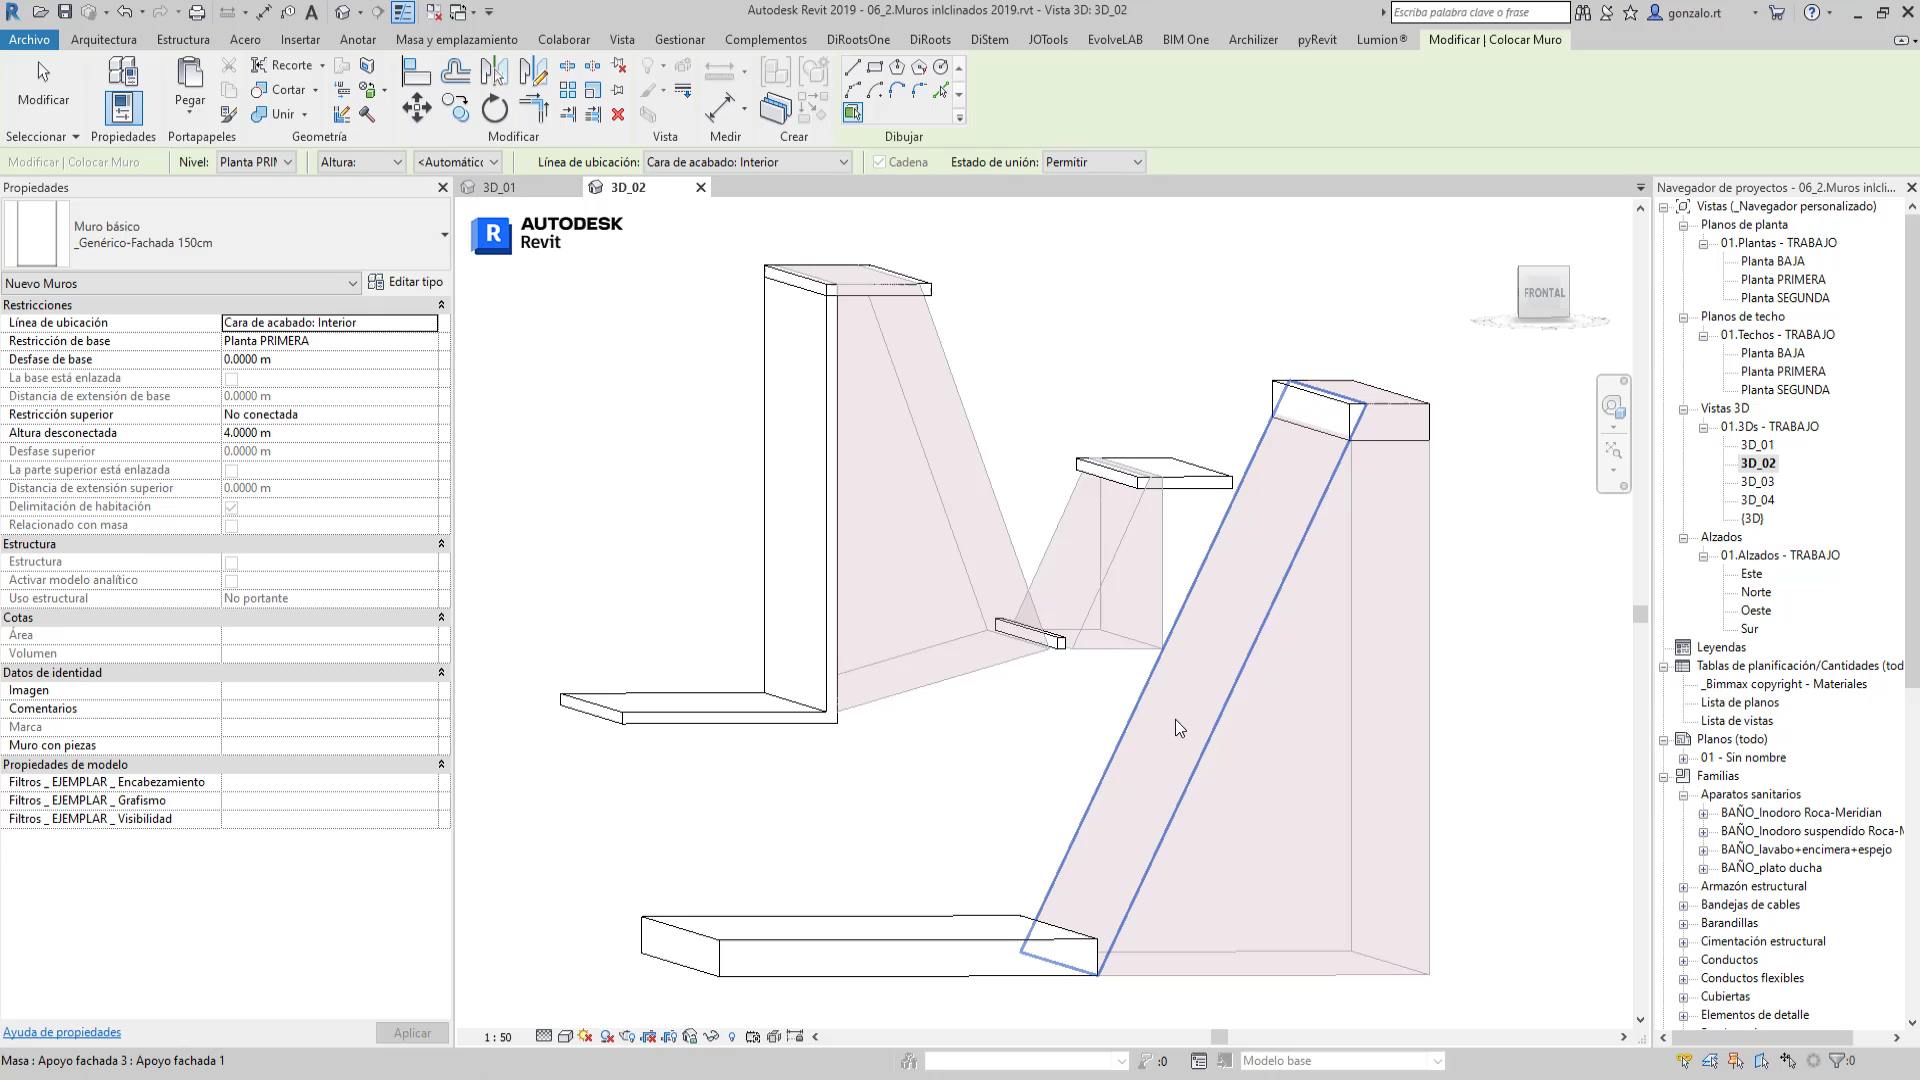 Autodesk Revit 2019 - 06_2.Muros inlclinados 2019.rvt - Vista 3D: 3D_02
Escriba palabra clave o frase
gonzalo.rt
Archivo
Arquitectura
Estructura
Acero
Insertar
Anotar
Masa y emplazamiento
Colaborar
Vista
Gestionar
Complementos
DiRootsOne
DiRoots
DiStem
JOTools
EvolveLAB
BIM One
Archilizer
pyRevit
Lumion®
Modificar | Colocar Muro
Modificar
Pegar
Recorte
Cortar
Unir
Seleccionar
Propiedades
Portapapeles
Geometría
Modificar
Vista
Medir
Crear
Dibujar
Modificar | Colocar Muro
Nivel:
Planta PRIM
Altura:
<Automático
Línea de ubicación:
Cara de acabado: Interior
Cadena
Estado de unión:
Permitir
Propiedades
3D_01
3D_02
Navegador de proyectos - 06_2.Muros inlcli...
Muro básico
_Genérico-Fachada 150cm
Nuevo Muros
Editar tipo
Restricciones
Línea de ubicación
Cara de acabado: Interior
Restricción de base
Planta PRIMERA
Desfase de base
0.0000 m
La base está enlazada
Distancia de extensión de base
0.0000 m
Restricción superior
No conectada
Altura desconectada
4.0000 m
Desfase superior
0.0000 m
La parte superior está enlazada
Distancia de extensión superior
0.0000 m
Delimitación de habitación
Relacionado con masa
Estructura
Estructura
Activar modelo analítico
Uso estructural
No portante
Cotas
Área
Volumen
Datos de identidad
Imagen
Comentarios
Marca
Muro con piezas
Propiedades de modelo
Filtros _ EJEMPLAR _ Encabezamiento
Filtros _ EJEMPLAR _ Grafismo
Filtros _ EJEMPLAR _ Visibilidad
Ayuda de propiedades
Aplicar
R
AUTODESK
Revit
FRONTAL
1 : 50
Vistas (_Navegador personalizado)
Planos de planta
01.Plantas - TRABAJO
Planta BAJA
Planta PRIMERA
Planta SEGUNDA
Planos de techo
01.Techos - TRABAJO
Planta BAJA
Planta PRIMERA
Planta SEGUNDA
Vistas 3D
01.3Ds - TRABAJO
3D_01
3D_02
3D_03
3D_04
{3D}
Alzados
01.Alzados - TRABAJO
Este
Norte
Oeste
Sur
Leyendas
Tablas de planificación/Cantidades (tod
_Bimmax copyright - Materiales
Lista de planos
Lista de vistas
Planos (todo)
01 - Sin nombre
Familias
Aparatos sanitarios
BAÑO_Inodoro Roca-Meridian
BAÑO_Inodoro suspendido Roca-M
BAÑO_lavabo+encimera+espejo
BAÑO_plato ducha
Armazón estructural
Bandejas de cables
Barandillas
Cimentación estructural
Conductos
Conductos flexibles
Cubiertas
Elementos de detalle
Masa : Apoyo fachada 3 : Apoyo fachada 1
:0
Modelo base
:0